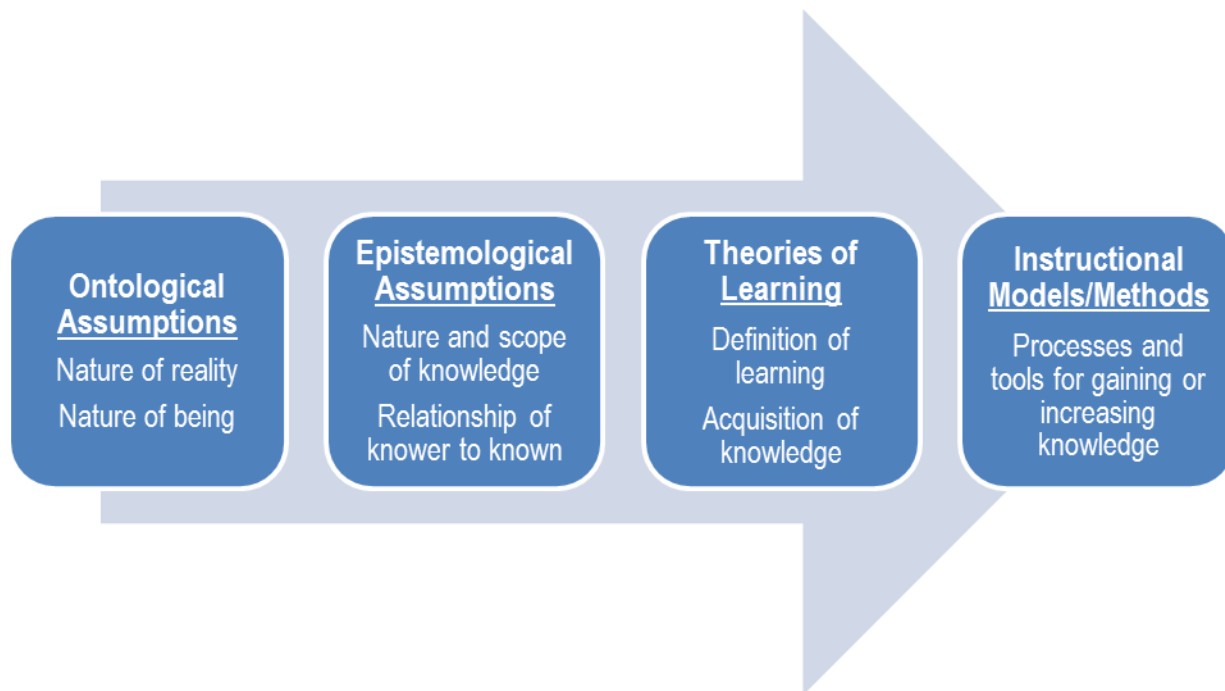 Ontological
Assumptions
Nature of reality
Nature of being
Epistemological
Assumptions
Nature and scope
of knowledge
Relationship of
knower to known
Theories of
Learning
Definition of
learning
Acquisition of
knowledge
Instructional
Models/Methods
Processes and
tools for gaining or
increasing
knowledge